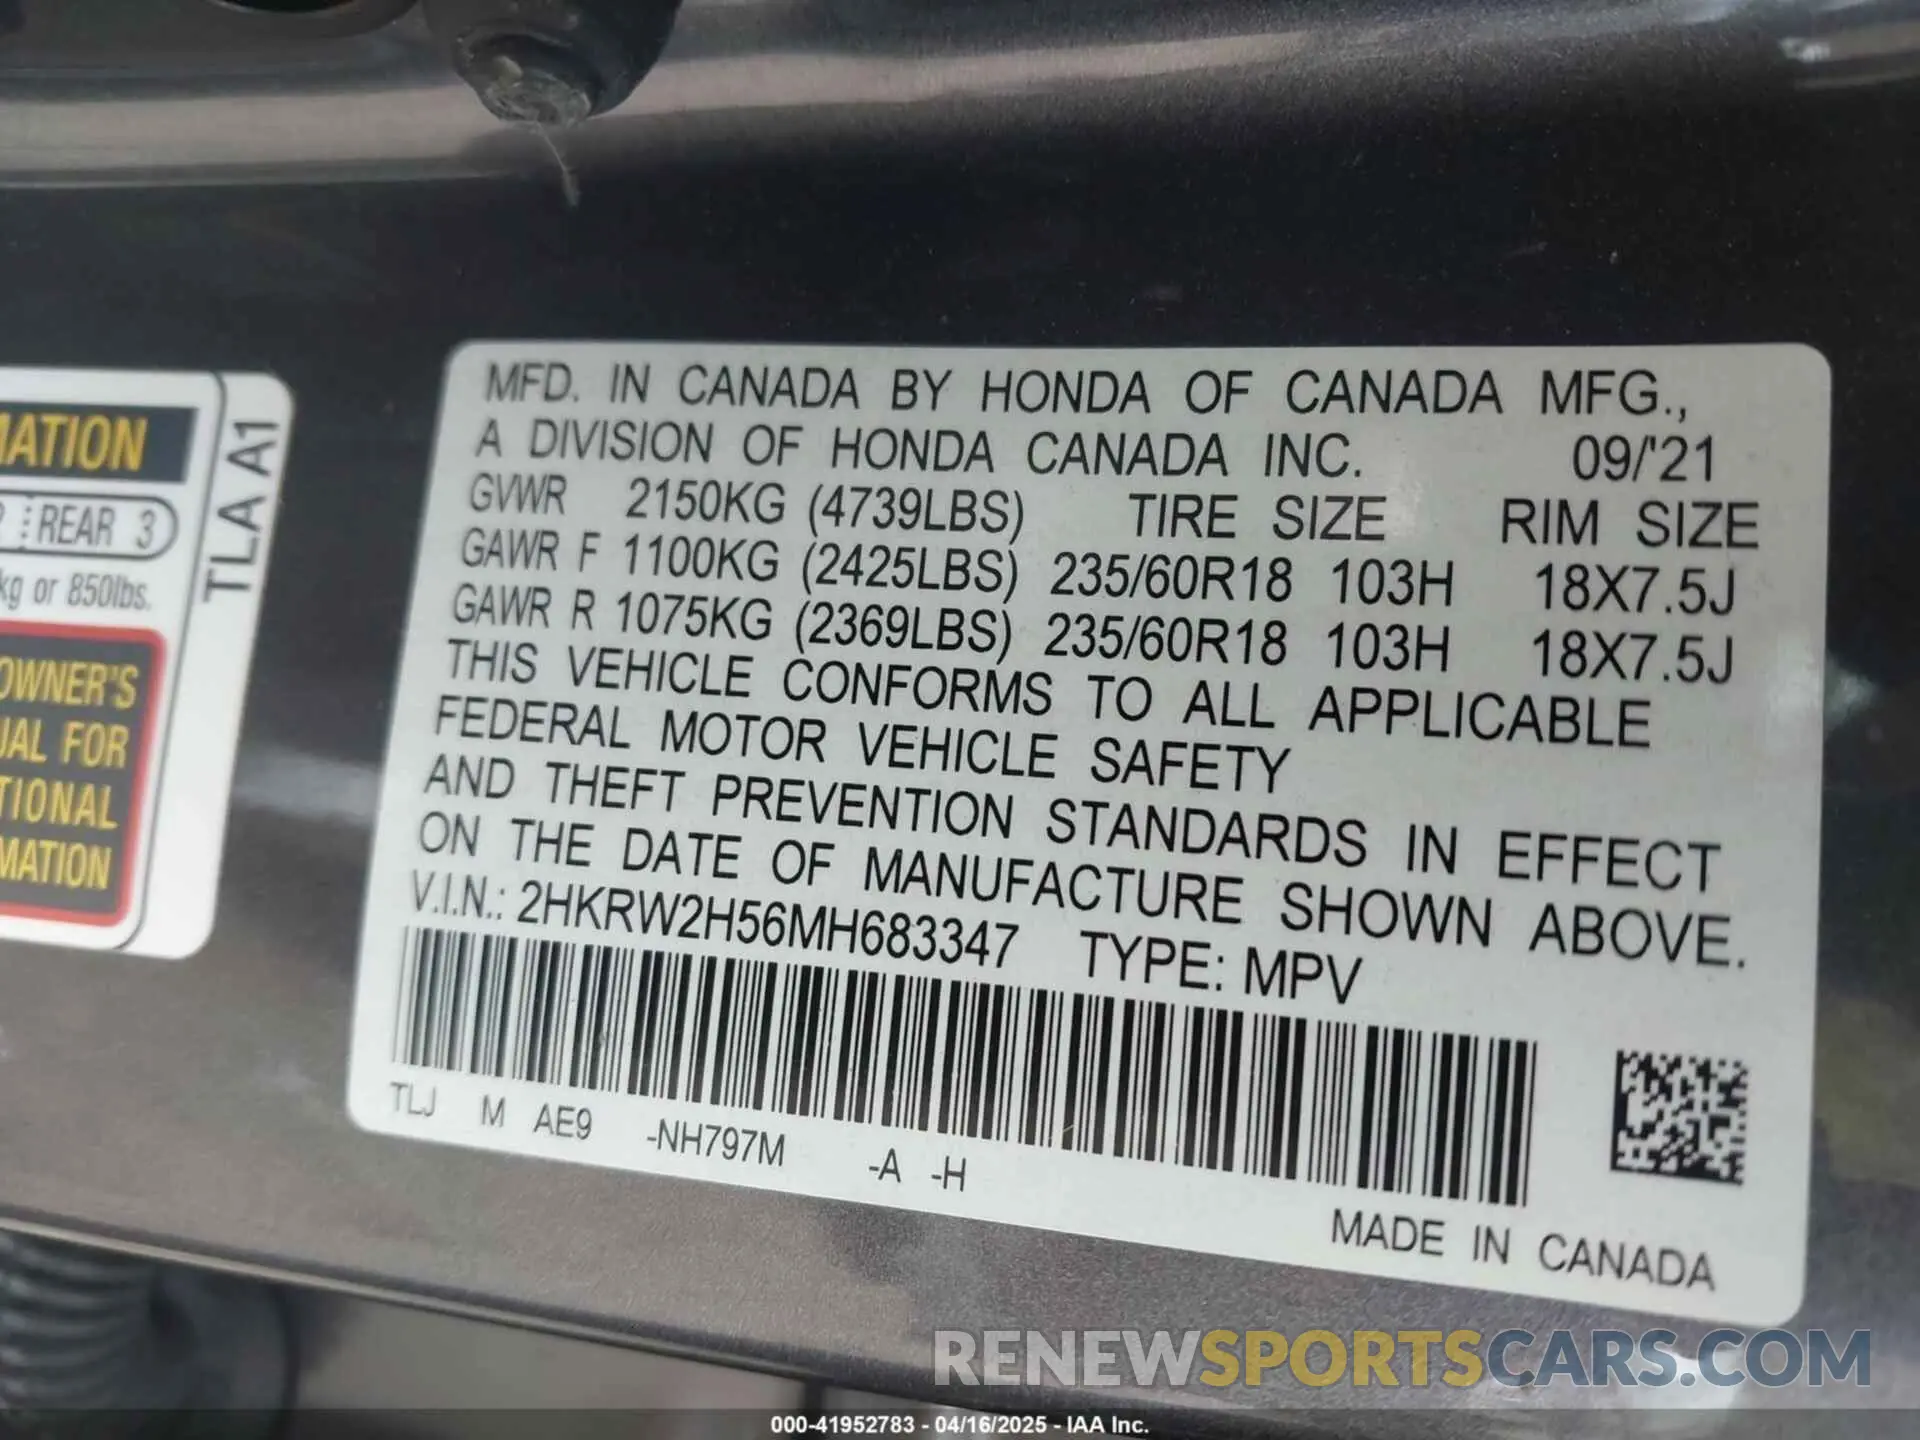 MATION
REAR 3
kg or 850lbs.
OWNER'S
UAL FOR
TIONAL
MATION
TLA A1
MFD. IN CANADA BY HONDA OF CANADA MFG.,
A DIVISION OF HONDA CANADA INC. 09/'21
GVWR 2150KG (4739LBS) TIRE SIZE RIM SIZE
GAWR F 1100KG (2425LBS) 235/60R18 103H 18X7.5J
GAWR R 1075KG (2369LBS) 235/60R18 103H 18X7.5J
THIS VEHICLE CONFORMS TO ALL APPLICABLE
FEDERAL MOTOR VEHICLE SAFETY
AND THEFT PREVENTION STANDARDS IN EFFECT
ON THE DATE OF MANUFACTURE SHOWN ABOVE.
V.I.N.: 2HKRW2H56MH683347 TYPE: MPV
TLJ M AE9 -NH797M -A -H
MADE IN CANADA
RENEWSPORTSCARS.COM
000-41952783 - 04/16/2025 - IAA Inc.